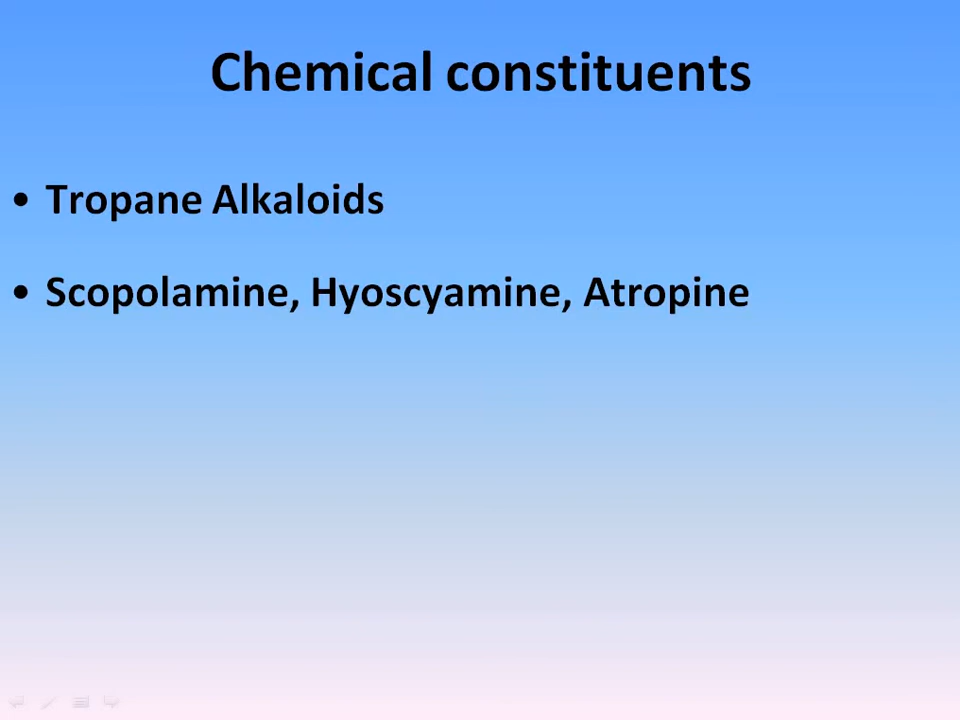 Chemical constituents
• Tropane Alkaloids
• Scopolamine, Hyoscyamine, Atropine